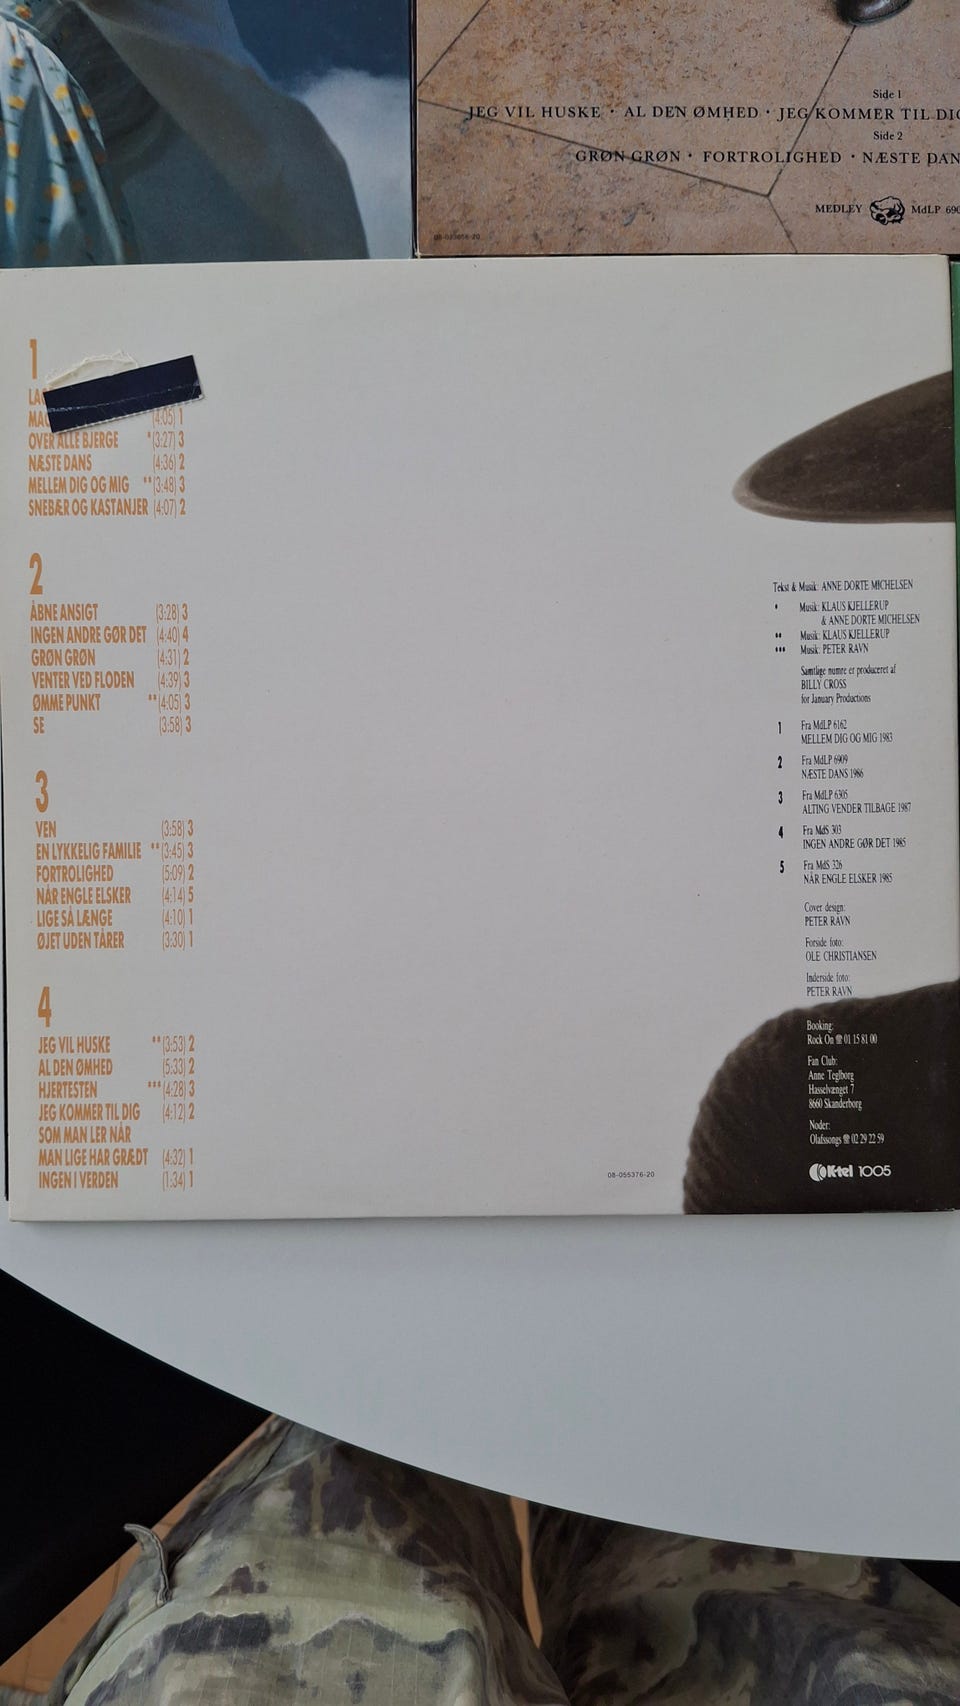 Side 1
JEG VIL HUSKE · AL DEN ØMHED · JEG KOMMER TIL DIG
Side 2
GRØN GRØN · FORTROLIGHED · NÆSTE DAN
MEDLEY MdLP 690
08-023656-20
1
(4:05) 1
OVER ALLE BJERGE *(3:27) 3
NÆSTE DANS (4:36) 2
MELLEM DIG OG MIG **(3:48) 3
SNEBÆR OG KASTANJER (4:07) 2
2
ÅBNE ANSIGT (3:28) 3
INGEN ANDRE GØR DET (4:40) 4
GRØN GRØN (4:31) 2
VENTER VED FLODEN (4:39) 3
ØMME PUNKT **(4:05) 3
SE (3:58) 3
3
VEN (3:58) 3
EN LYKKELIG FAMILIE **(3:45) 3
FORTROLIGHED (5:09) 2
NÅR ENGLE ELSKER (4:14) 5
LIGE SÅ LÆNGE (4:10) 1
ØJET UDEN TÅRER (3:30) 1
4
JEG VIL HUSKE **(3:53) 2
AL DEN ØMHED (5:33) 2
HJERTESTEN ***(4:28) 3
JEG KOMMER TIL DIG (4:12) 2
SOM MAN LER NÅR
MAN LIGE HAR GRÆDT (4:32) 1
INGEN I VERDEN (1:34) 1
Tekst & Musik: ANNE DORTE MICHELSEN
* Musik: KLAUS KJELLERUP
& ANNE DORTE MICHELSEN
** Musik: KLAUS KJELLERUP
*** Musik: PETER RAVN
Samtlige numre er produceret af
BILLY CROSS
for January Productions
1 Fra MdLP 6162
MELLEM DIG OG MIG 1983
2 Fra MdLP 6909
NÆSTE DANS 1986
3 Fra MdLP 6305
ALTING VENDER TILBAGE 1987
4 Fra MdS 303
INGEN ANDRE GØR DET 1985
5 Fra MdS 326
NÅR ENGLE ELSKER 1985
Cover design:
PETER RAVN
Forside foto:
OLE CHRISTIANSEN
Inderside foto:
PETER RAVN
Booking:
Rock On ☎ 01 15 81 00
Fan Club:
Anne Teglborg
Hasselvænget 7
8660 Skanderborg
Noder:
Olafssongs ☎ 02 29 22 59
K-tel 1005
08-055376-20